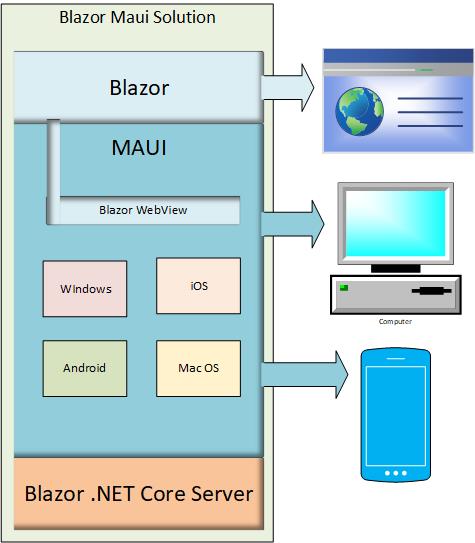 Blazor Maui Solution
Blazor
MAUI
Blazor WebView
WIndows
iOS
Android
Mac OS
Blazor .NET Core Server
Computer